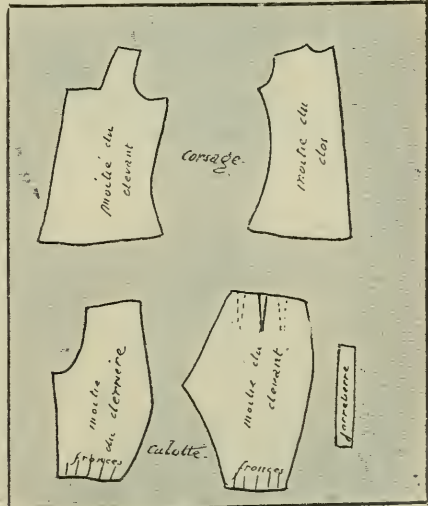 moitié du
devant
corsage.
moitié du
dos
moitié
du derrière
fronces
culotte.
moitié du
devant.
fronces
jarretière